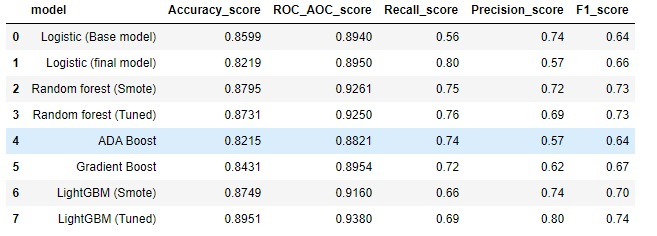 model Accuracy_score ROC_AOC_score Recall_score Precision_score F1_score
0 Logistic (Base model) 0.8599 0.8940 0.56 0.74 0.64
1 Logistic (final model) 0.8219 0.8950 0.80 0.57 0.66
2 Random forest (Smote) 0.8795 0.9261 0.75 0.72 0.73
3 Random forest (Tuned) 0.8731 0.9250 0.76 0.69 0.73
4 ADA Boost 0.8215 0.8821 0.74 0.57 0.64
5 Gradient Boost 0.8431 0.8954 0.72 0.62 0.67
6 LightGBM (Smote) 0.8749 0.9160 0.66 0.74 0.70
7 LightGBM (Tuned) 0.8951 0.9380 0.69 0.80 0.74